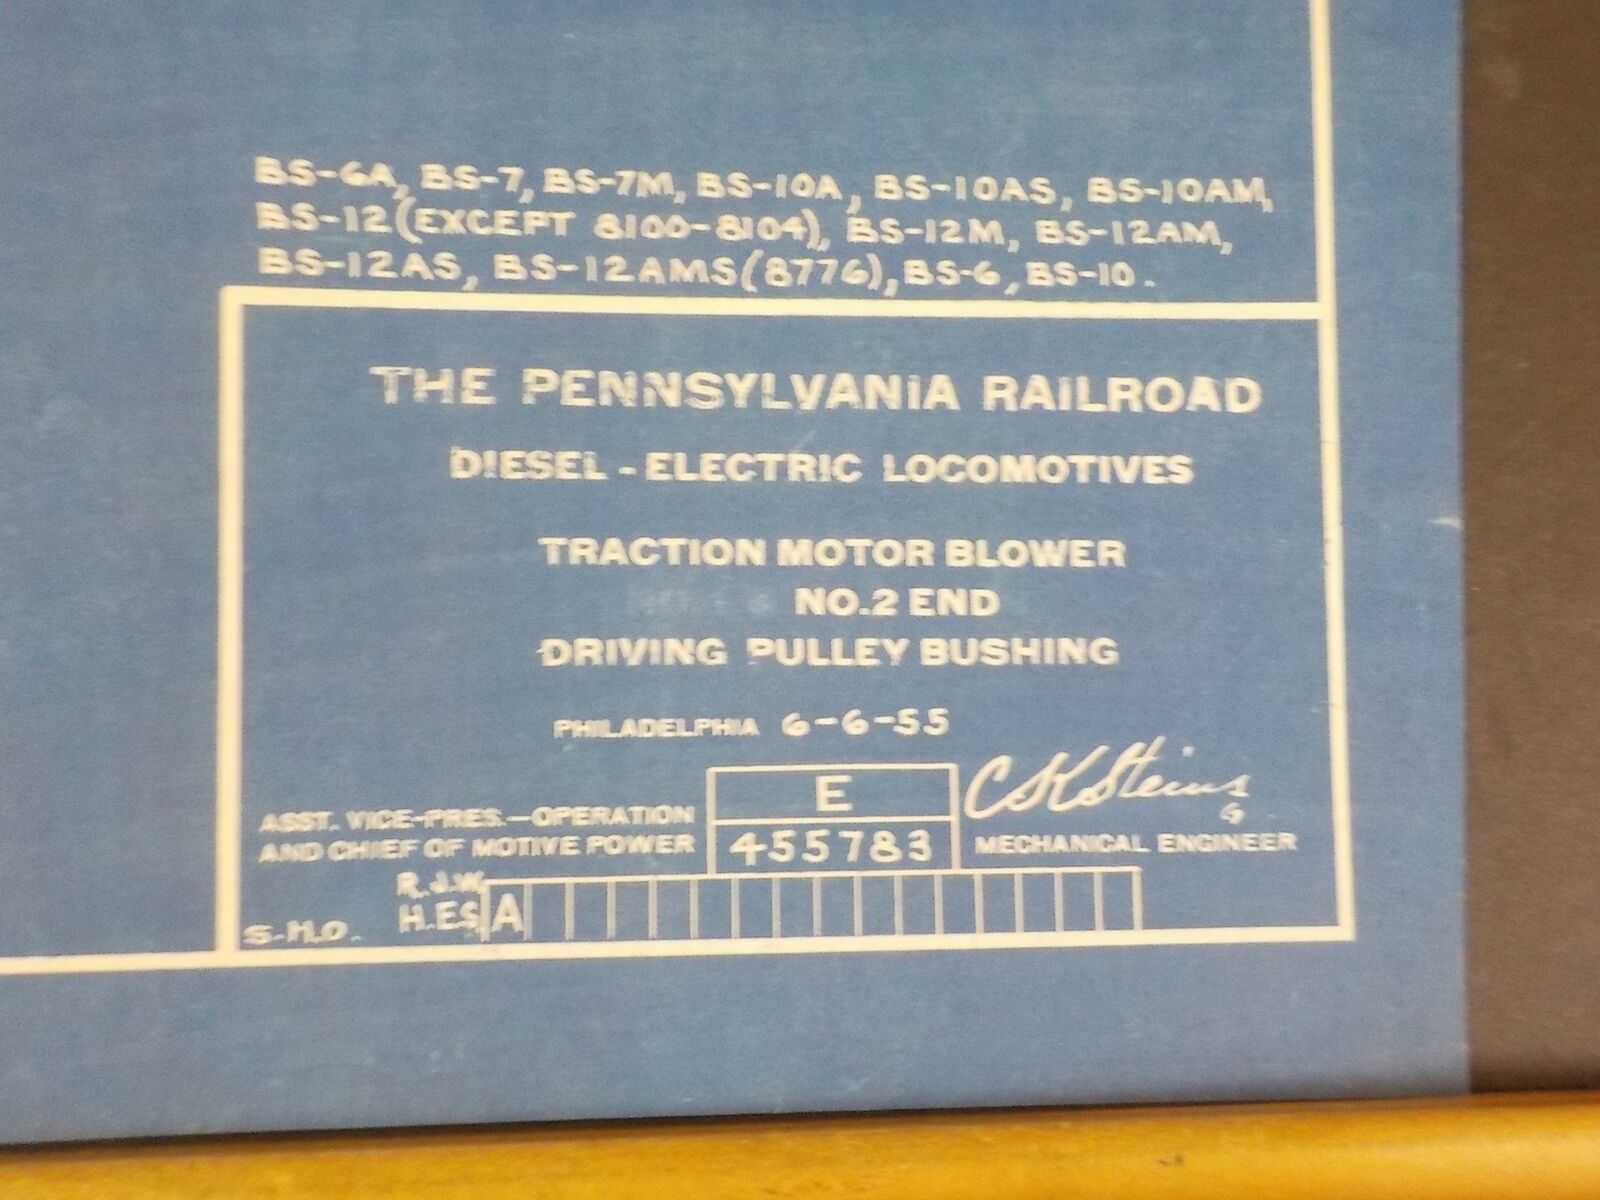 BS-6A, BS-7, BS-7M, BS-10A, BS-10AS, BS-10AM,
BS-12 (EXCEPT 8100-8104), BS-12M, BS-12AM,
BS-12AS, BS-12AMS (8776), BS-6, BS-10.
THE PENNSYLVANIA RAILROAD
DIESEL - ELECTRIC LOCOMOTIVES
TRACTION MOTOR BLOWER
NO.2 END
DRIVING PULLEY BUSHING
PHILADELPHIA 6-6-55
ASST. VICE-PRES.—OPERATION
AND CHIEF OF MOTIVE POWER
E
455783
C K Steins
G
MECHANICAL ENGINEER
R.J.W.
H.E.S. A
S.H.O.